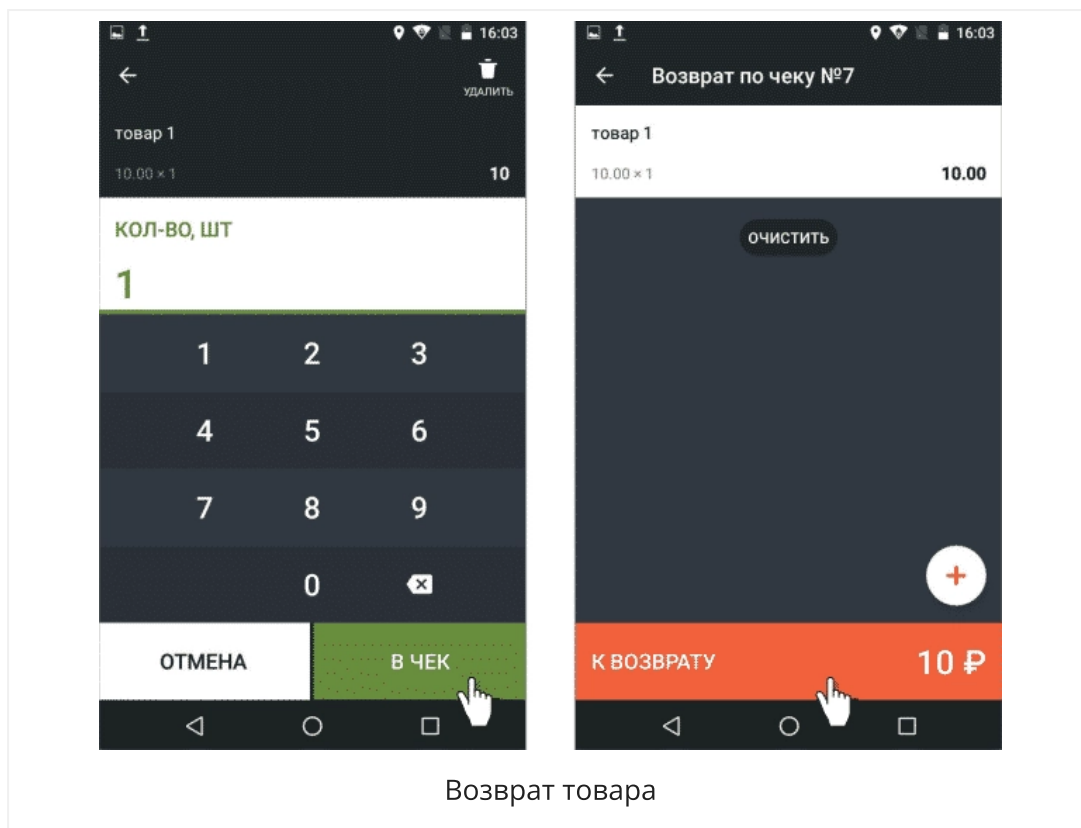 16:03
УДАЛИТЬ
товар 1
10.00 × 1 10
КОЛ-ВО, ШТ
1
1 2 3
4 5 6
7 8 9
0
ОТМЕНА В ЧЕК
16:03
Возврат по чеку №7
товар 1
10.00 × 1 10.00
ОЧИСТИТЬ
+
К ВОЗВРАТУ 10 ₽
Возврат товара